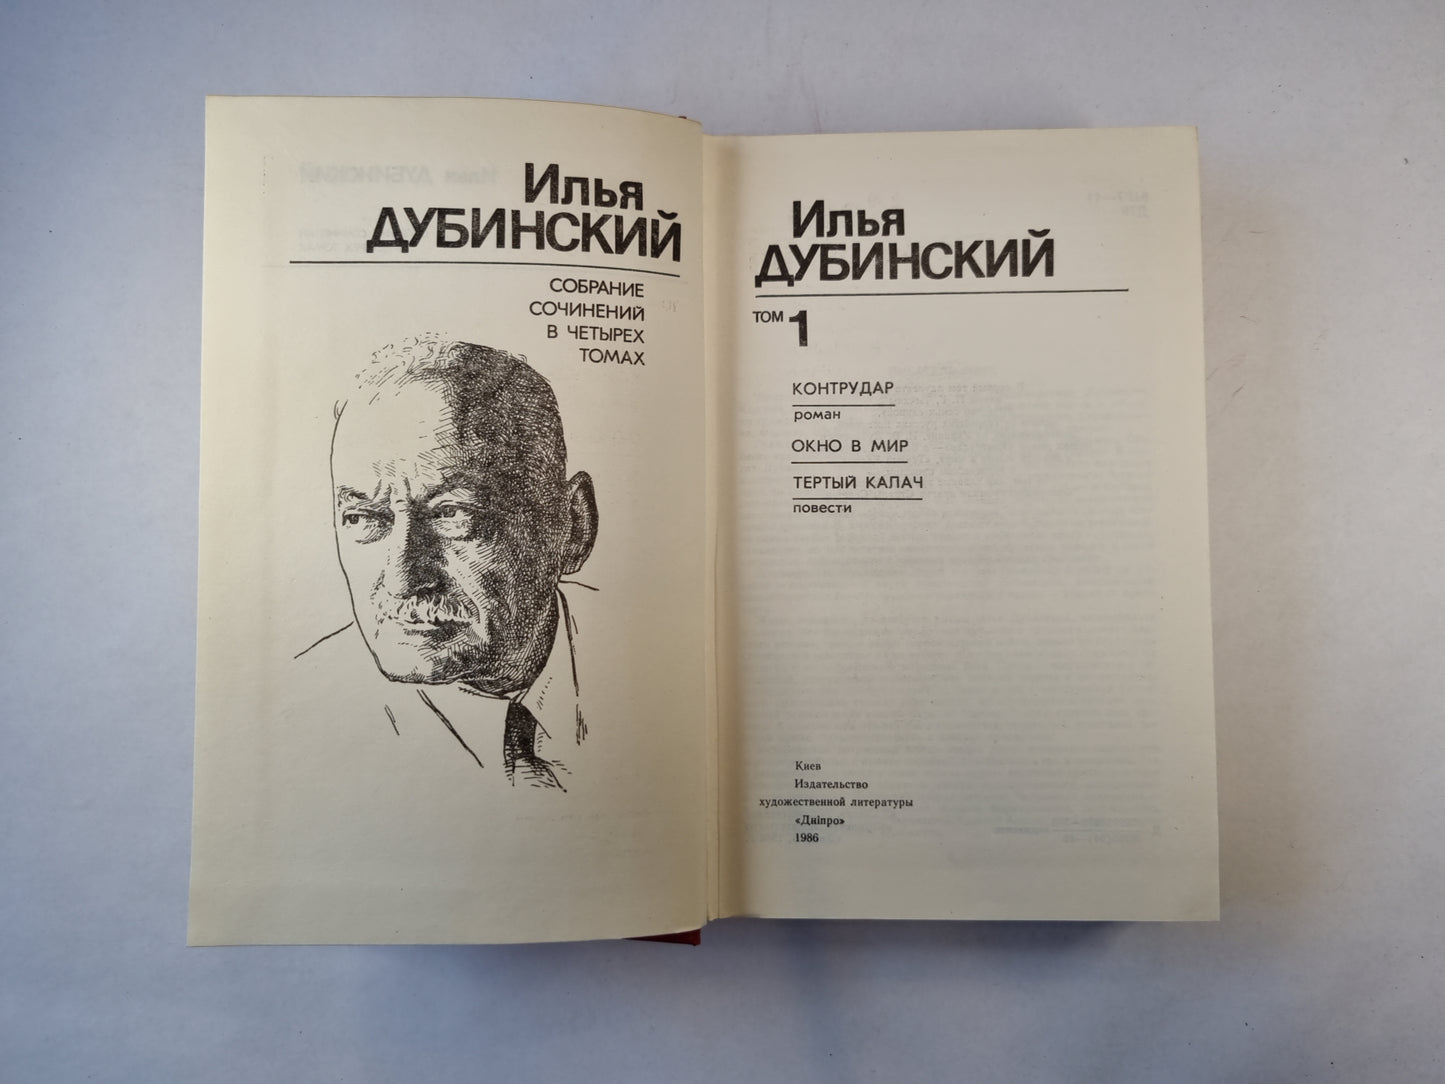 Илья
ДУБИНСКИЙ
СОБРАНИЕ
СОЧИНЕНИЙ
В ЧЕТЫРЕХ
ТОМАХ
Илья
ДУБИНСКИЙ
ТОМ 1
КОНТРУДАР
роман
ОКНО В МИР
ТЕРТЫЙ КАЛАЧ
повести
Киев
Издательство
художественной литературы
«Дніпро»
1986